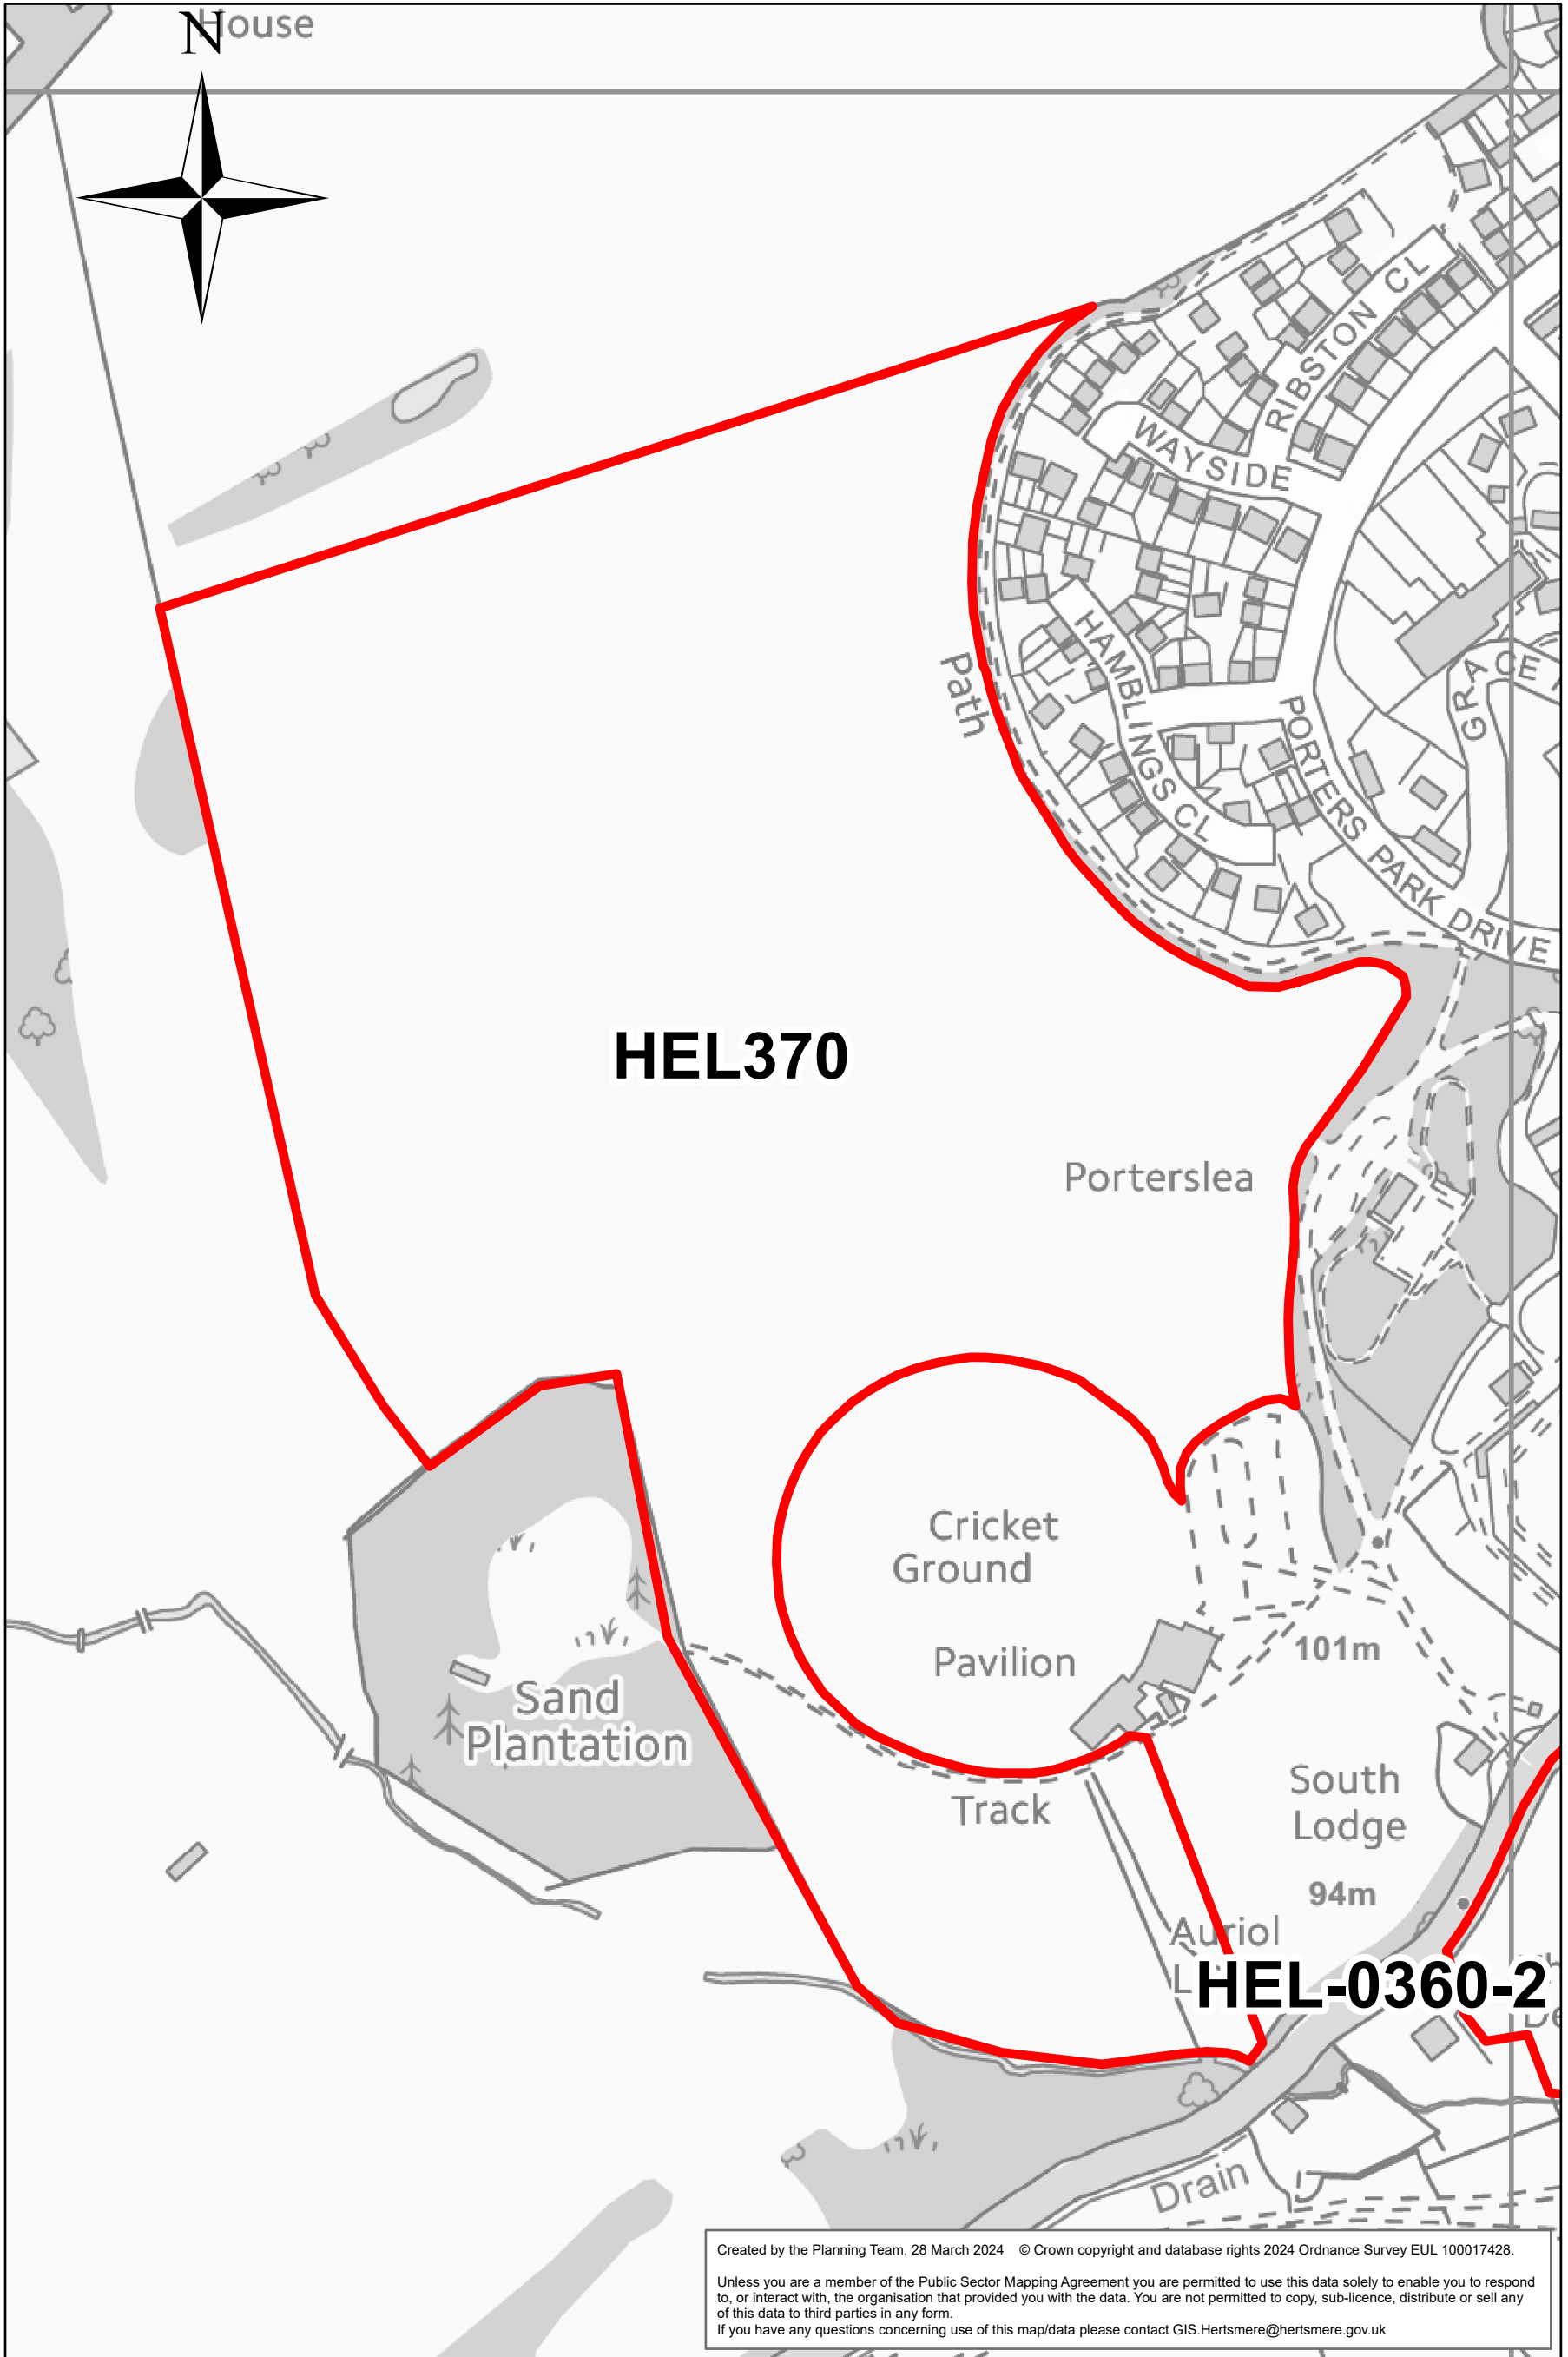 House
N
RIBSTON CL
WAYSIDE
HAMBLINGS CL
Path
PORTERS PARK DRIVE
GRACE
HEL370
Porterslea
Cricket
Ground
Pavilion
101m
Sand
Plantation
South
Lodge
Track
94m
Auriol
HEL-0360-2
Drain
Created by the Planning Team, 28 March 2024 © Crown copyright and database rights 2024 Ordnance Survey EUL 100017428.
Unless you are a member of the Public Sector Mapping Agreement you are permitted to use this data solely to enable you to respond
to, or interact with, the organisation that provided you with the data. You are not permitted to copy, sub-licence, distribute or sell any
of this data to third parties in any form.
If you have any questions concerning use of this map/data please contact GIS.Hertsmere@hertsmere.gov.uk